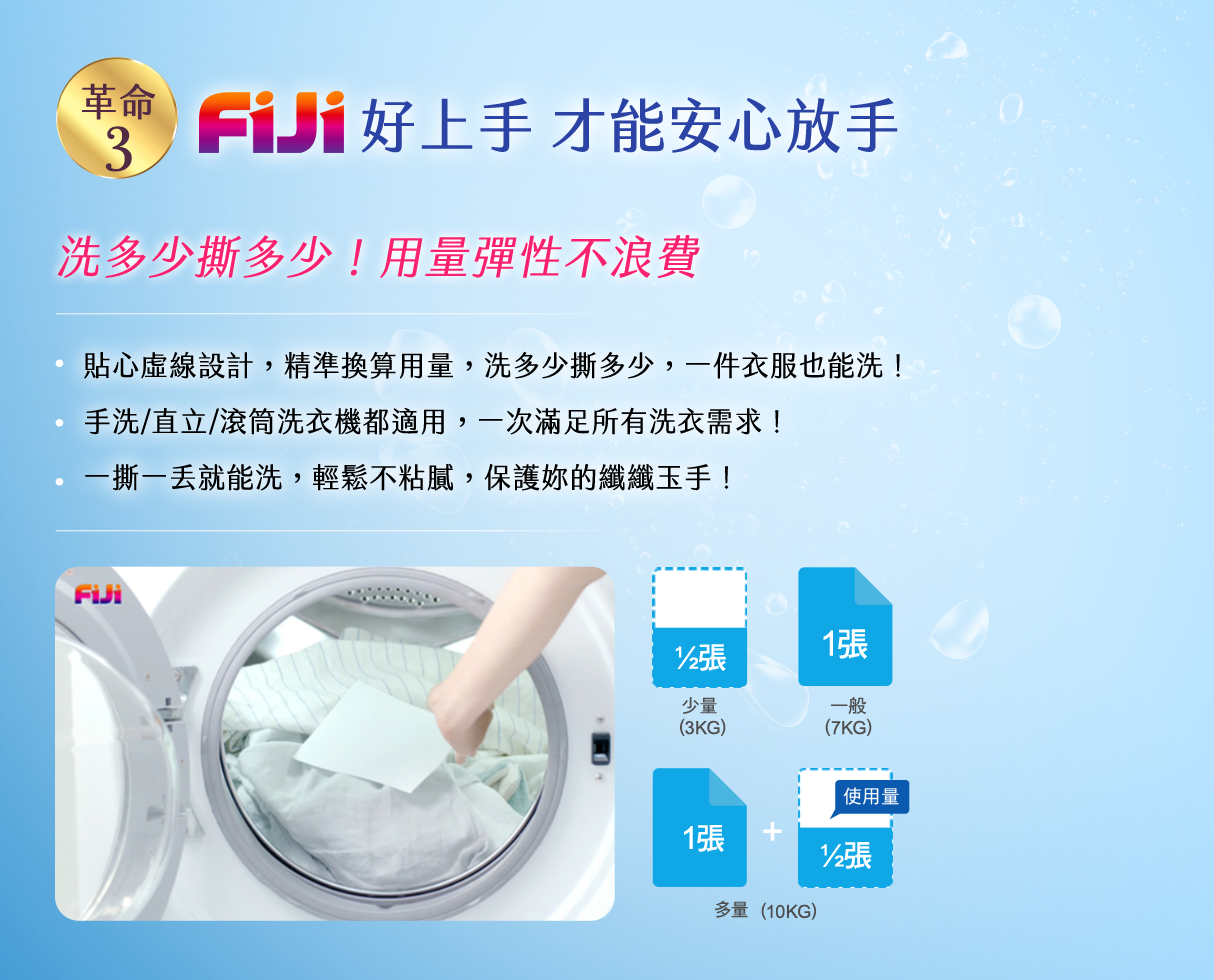 革命
3
FiJi 好上手 才能安心放手
洗多少撕多少！用量彈性不浪費
• 貼心虛線設計，精準換算用量，洗多少撕多少，一件衣服也能洗！
• 手洗/直立/滾筒洗衣機都適用，一次滿足所有洗衣需求！
• 一撕一丟就能洗，輕鬆不粘膩，保護妳的纖纖玉手！
FiJi
½張
少量
(3KG)
1張
一般
(7KG)
1張
+
使用量
½張
多量 (10KG)